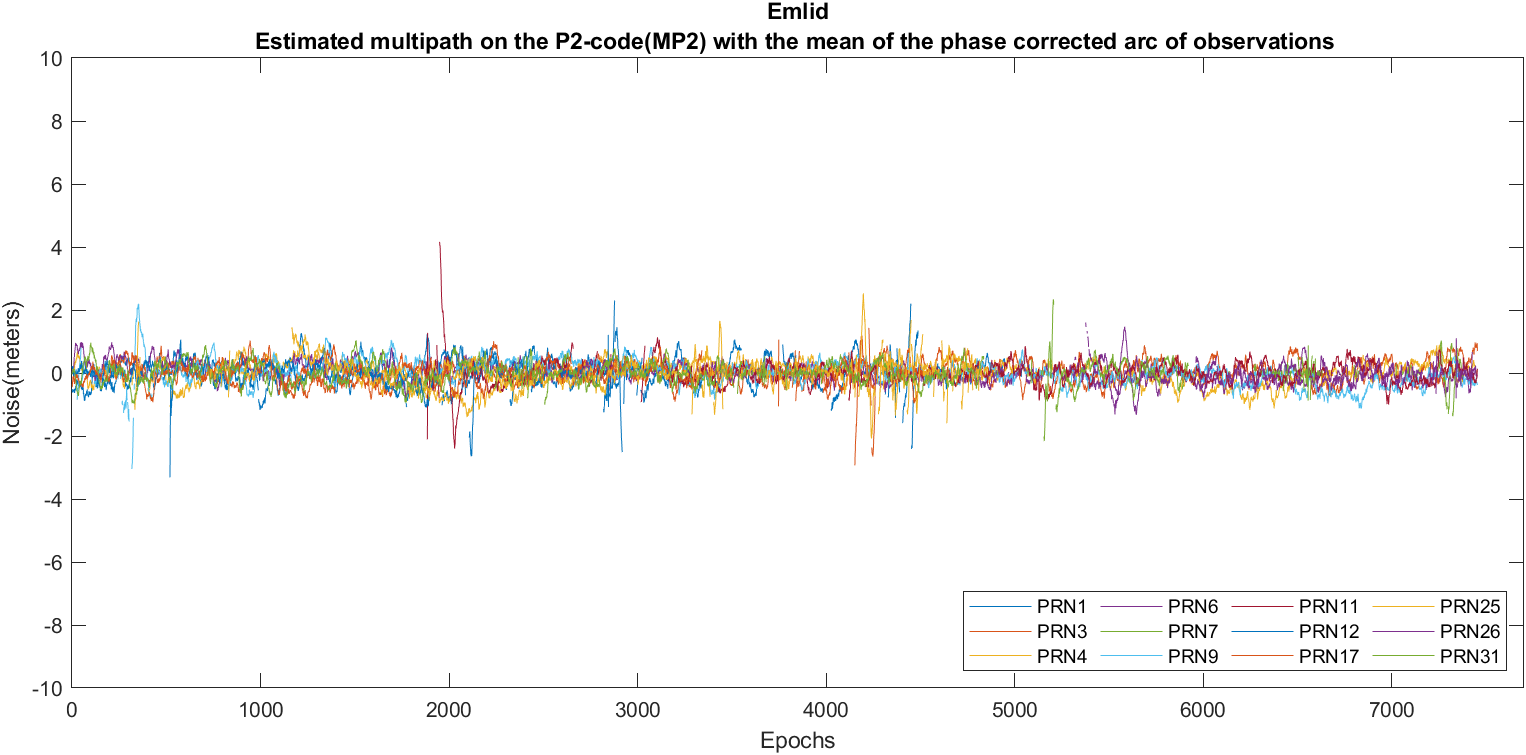 Emlid
Estimated multipath on the P2-code(MP2) with the mean of the phase corrected arc of observations
10
8
6
4
2
0
-2
-4
-6
-8
-10
Noise(meters)
0 1000 2000 3000 4000 5000 6000 7000
Epochs
PRN1 PRN6 PRN11 PRN25
PRN3 PRN7 PRN12 PRN26
PRN4 PRN9 PRN17 PRN31